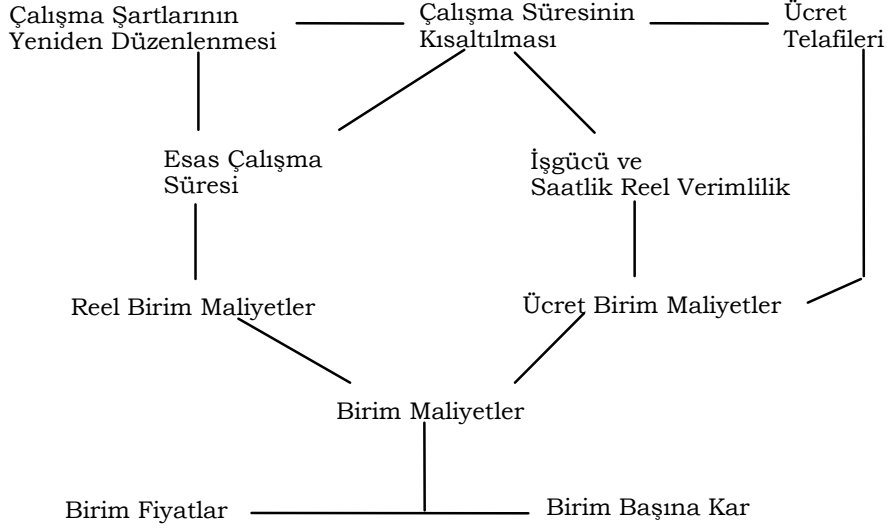 Çalışma Şartlarının
Yeniden Düzenlenmesi
Çalışma Süresinin
Kısaltılması
Ücret
Telafileri
Esas Çalışma
Süresi
İşgücü ve
Saatlik Reel Verimlilik
Reel Birim Maliyetler
Ücret Birim Maliyetler
Birim Maliyetler
Birim Fiyatlar
Birim Başına Kar